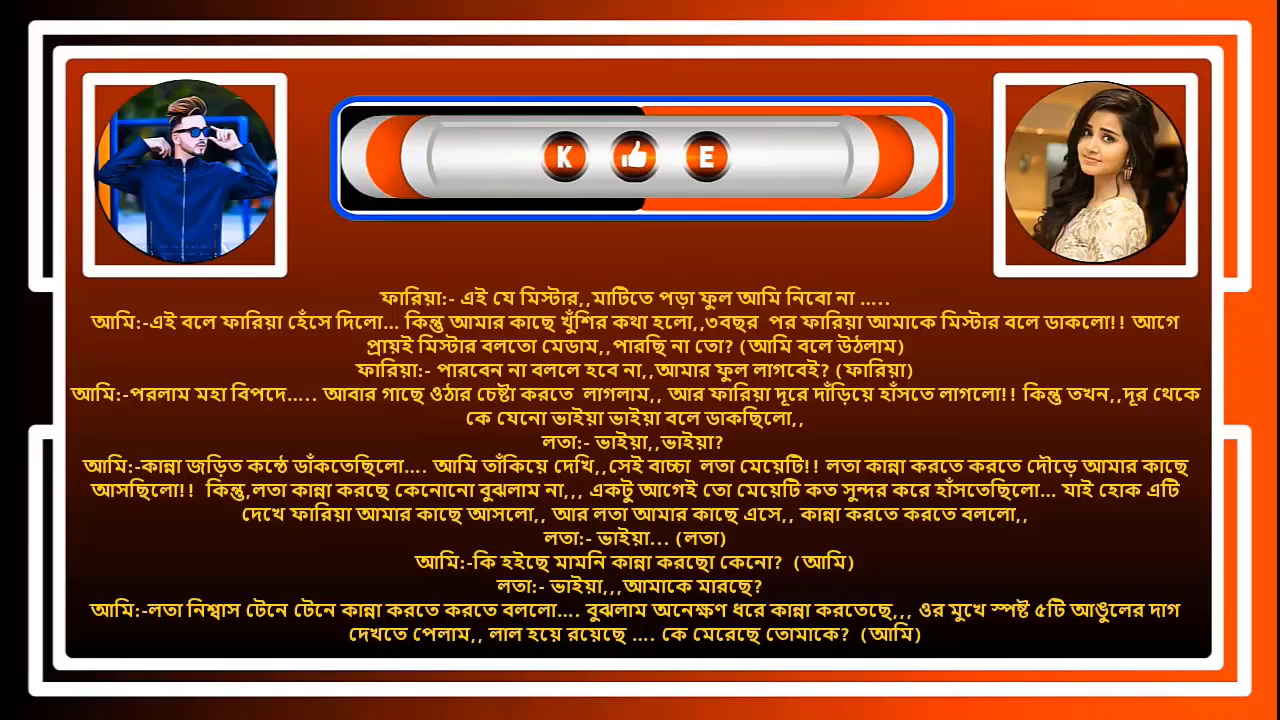 K E
ফারিয়া:- এই যে মিস্টার,,মাটিতে পড়া ফুল আমি নিবো না .....
আমি:-এই বলে ফারিয়া হেঁসে দিলো... কিন্তু আমার কাছে খুঁশির কথা হলো,,৩বছর পর ফারিয়া আমাকে মিস্টার বলে ডাকলো!! আগে
প্রায়ই মিস্টার বলতো মেডাম,,পারছি না তো? (আমি বলে উঠলাম)
ফারিয়া:- পারবেন না বললে হবে না,,আমার ফুল লাগবেই? (ফারিয়া)
আমি:-পরলাম মহা বিপদে..... আবার গাছে ওঠার চেষ্টা করতে লাগলাম,, আর ফারিয়া দূরে দাঁড়িয়ে হাঁসতে লাগলো!! কিন্তু তখন,,দূর থেকে
কে যেনো ভাইয়া ভাইয়া বলে ডাকছিলো,,
লতা:- ভাইয়া,,ভাইয়া?
আমি:-কান্না জড়িত কন্ঠে ডাঁকতেছিলো.... আমি তাঁকিয়ে দেখি,,সেই বাচ্চা লতা মেয়েটি!! লতা কান্না করতে করতে দৌড়ে আমার কাছে
আসছিলো!! কিন্তু,লতা কান্না করছে কেনোনো বুঝলাম না,,, একটু আগেই তো মেয়েটি কত সুন্দর করে হাঁসতেছিলো... যাই হোক এটি
দেখে ফারিয়া আমার কাছে আসলো,, আর লতা আমার কাছে এসে,, কান্না করতে করতে বললো,,
লতা:- ভাইয়া... (লতা)
আমি:-কি হইছে মামনি কান্না করছো কেনো? (আমি)
লতা:- ভাইয়া,,,আমাকে মারছে?
আমি:-লতা নিশ্বাস টেনে টেনে কান্না করতে করতে বললো.... বুঝলাম অনেক্ষণ ধরে কান্না করতেছে,,, ওর মুখে স্পষ্ট ৫টি আঙুলের দাগ
দেখতে পেলাম,, লাল হয়ে রয়েছে .... কে মেরেছে তোমাকে? (আমি)